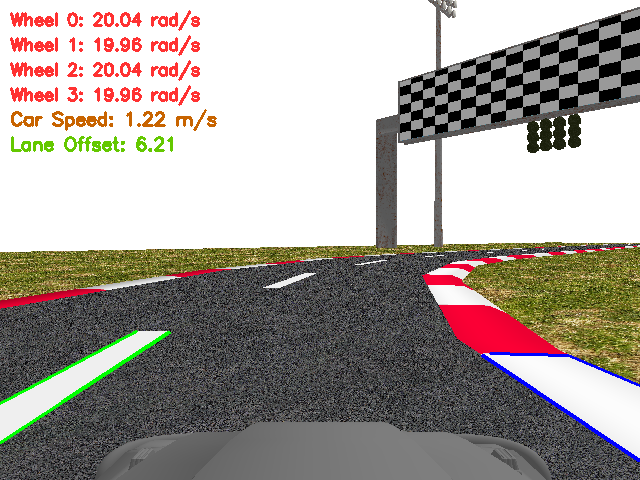 Wheel 0: 20.04 rad/s
Wheel 1: 19.96 rad/s
Wheel 2: 20.04 rad/s
Wheel 3: 19.96 rad/s
Car Speed: 1.22 m/s
Lane Offset: 6.21